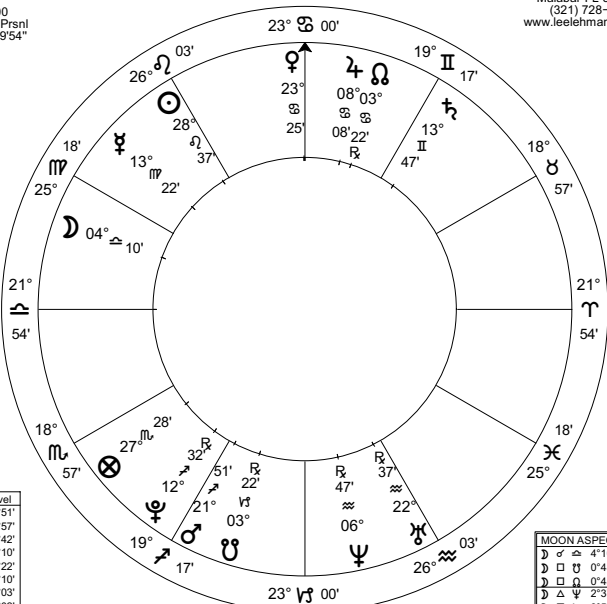 Prsnl
9'54"
(321) 728-
www.leelehman
23° ♋ 00'
26° ♌ 03'
19° ♊ 17'
♀ 23° ♋ 25'
♃ 08° ♋ 08'
☊ 03° ♋ 22' ℞
♄ 13° ♊ 47'
☉ 28° ♌ 37'
☿ 13° ♍ 22'
18' ♍ 25°
18° ♉ 57'
☽ 04° ♎ 10'
21° ♎ 54'
21° ♈ 54'
18° ♏ 57'
18' ♓ 25°
⊗ 27° ♏ 28'
♇ 12° ♐ 32' ℞
♂ 21° ♐ 51'
☋ 03° ♑ 22' ℞
♆ 06° ♒ 47' ℞
♅ 22° ♒ 37' ℞
19° ♐ 17'
23° ♑ 00'
26° ♒ 03'
vel
'51'
'57'
'42'
'10'
'22'
'10'
'03'
MOON ASPE
☽ ☌ ♎ 4°1
☽ □ ☋ 0°4
☽ □ ☊ 0°4
☽ △ ♆ 2°3